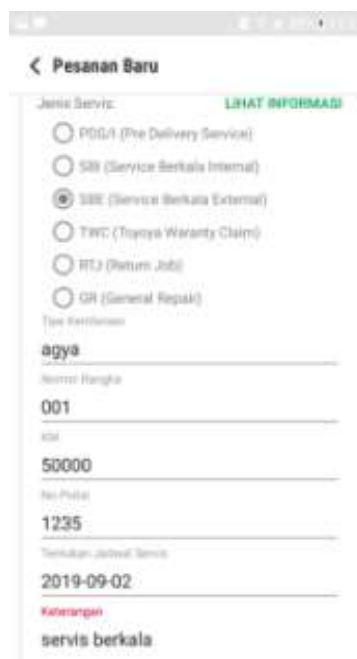 Pesanan Baru
Jenis Servis:
LIHAT INFORMASI
PDS/I (Pre Delivery Service)
SBI (Service Berkala Internal)
SBE (Service Berkala External)
TWC (Toyoya Waranty Claim)
RTJ (Return Job)
GR (General Repair)
Tipe Kendaraan
agya
Nomor Rangka
001
KM
50000
No Polisi
1235
Tentukan Jadwal Servis
2019-09-02
Keterangan
servis berkala